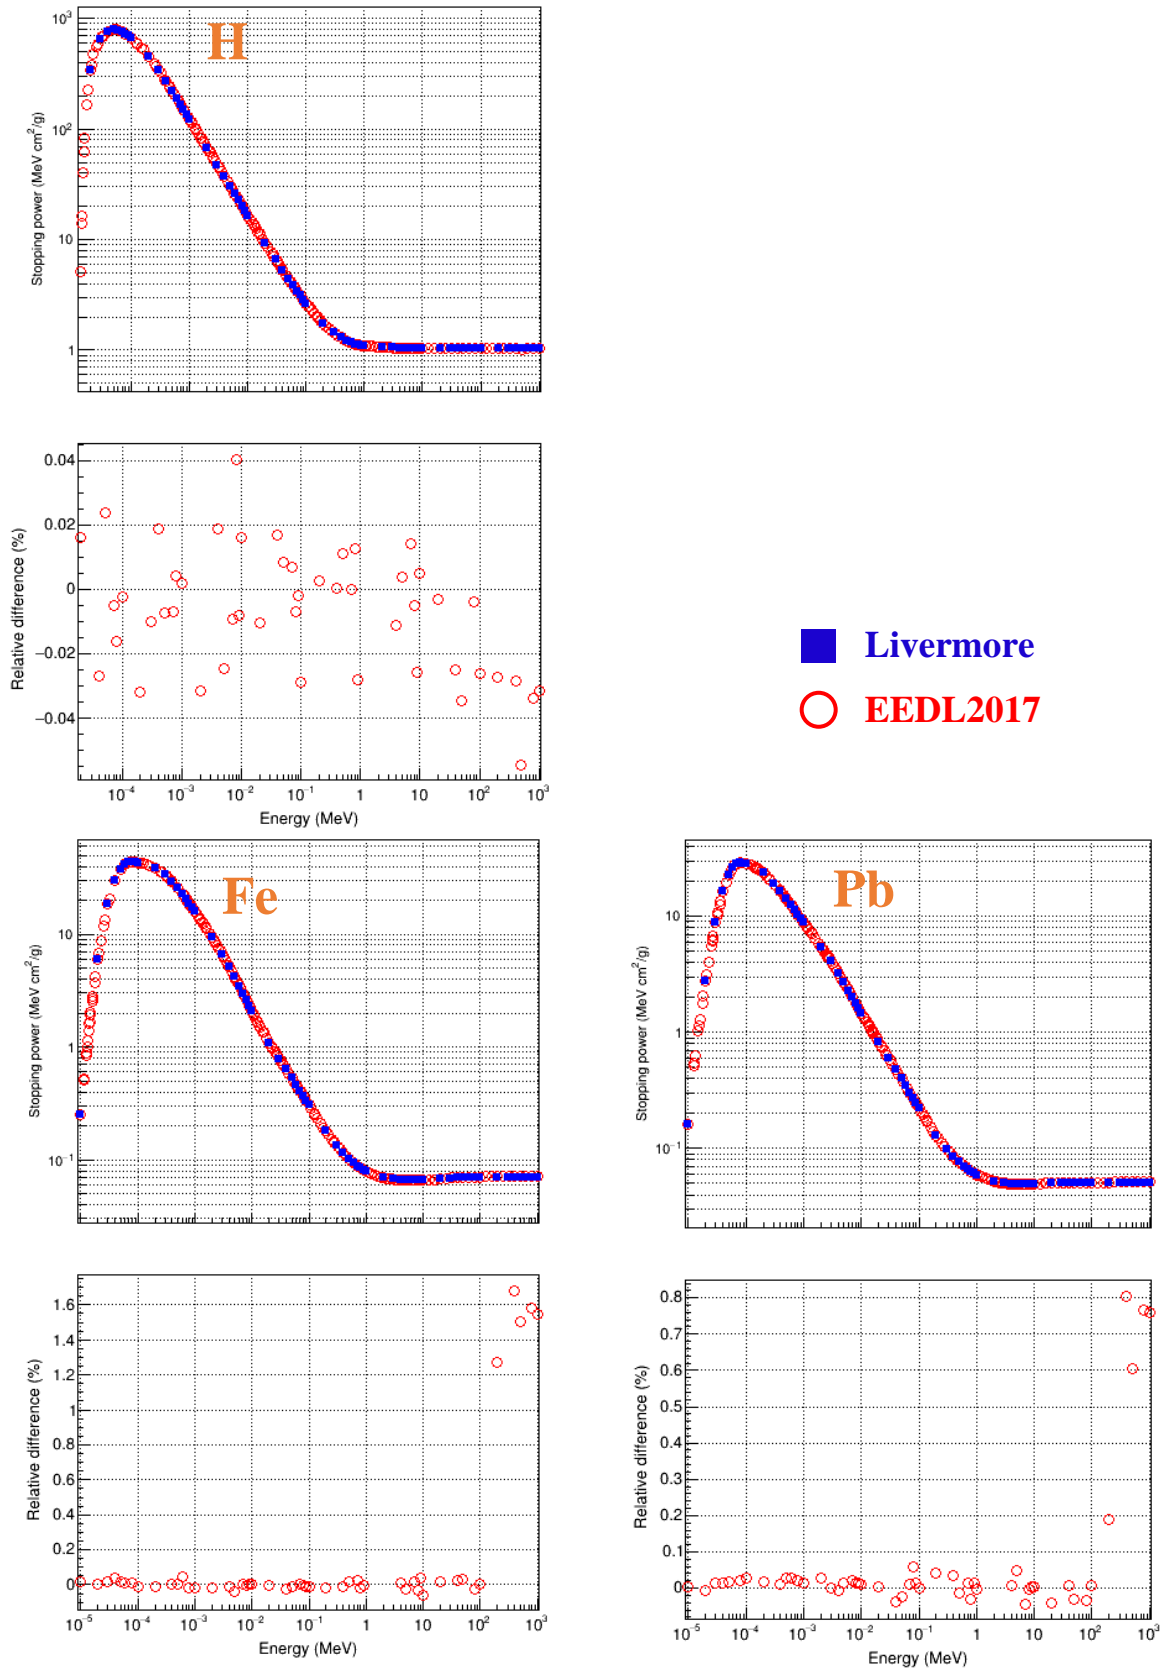 10³
10²
10
1
Stopping power (MeV cm²/g)
H
0.04
0.02
0
−0.02
−0.04
Relative difference (%)
10⁻⁴ 10⁻³ 10⁻² 10⁻¹ 1 10 10² 10³
Energy (MeV)
Livermore
EEDL2017
10
1
10⁻¹
Stopping power (MeV cm²/g)
Fe
10
1
10⁻¹
Stopping power (MeV cm²/g)
Pb
1.6
1.4
1.2
1
0.8
0.6
0.4
0.2
0
Relative difference (%)
10⁻⁵ 10⁻⁴ 10⁻³ 10⁻² 10⁻¹ 1 10 10² 10³
Energy (MeV)
0.8
0.7
0.6
0.5
0.4
0.3
0.2
0.1
0
Relative difference (%)
10⁻⁵ 10⁻⁴ 10⁻³ 10⁻² 10⁻¹ 1 10 10² 10³
Energy (MeV)